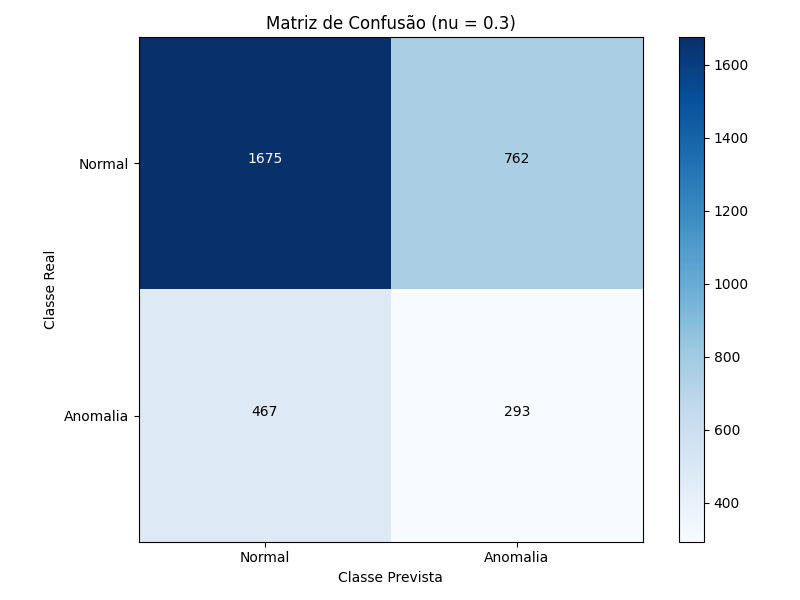 Matriz de Confusão (nu = 0.3)
Classe Real
Normal
1675
762
Anomalia
467
293
Normal
Anomalia
Classe Prevista
1600
1400
1200
1000
800
600
400